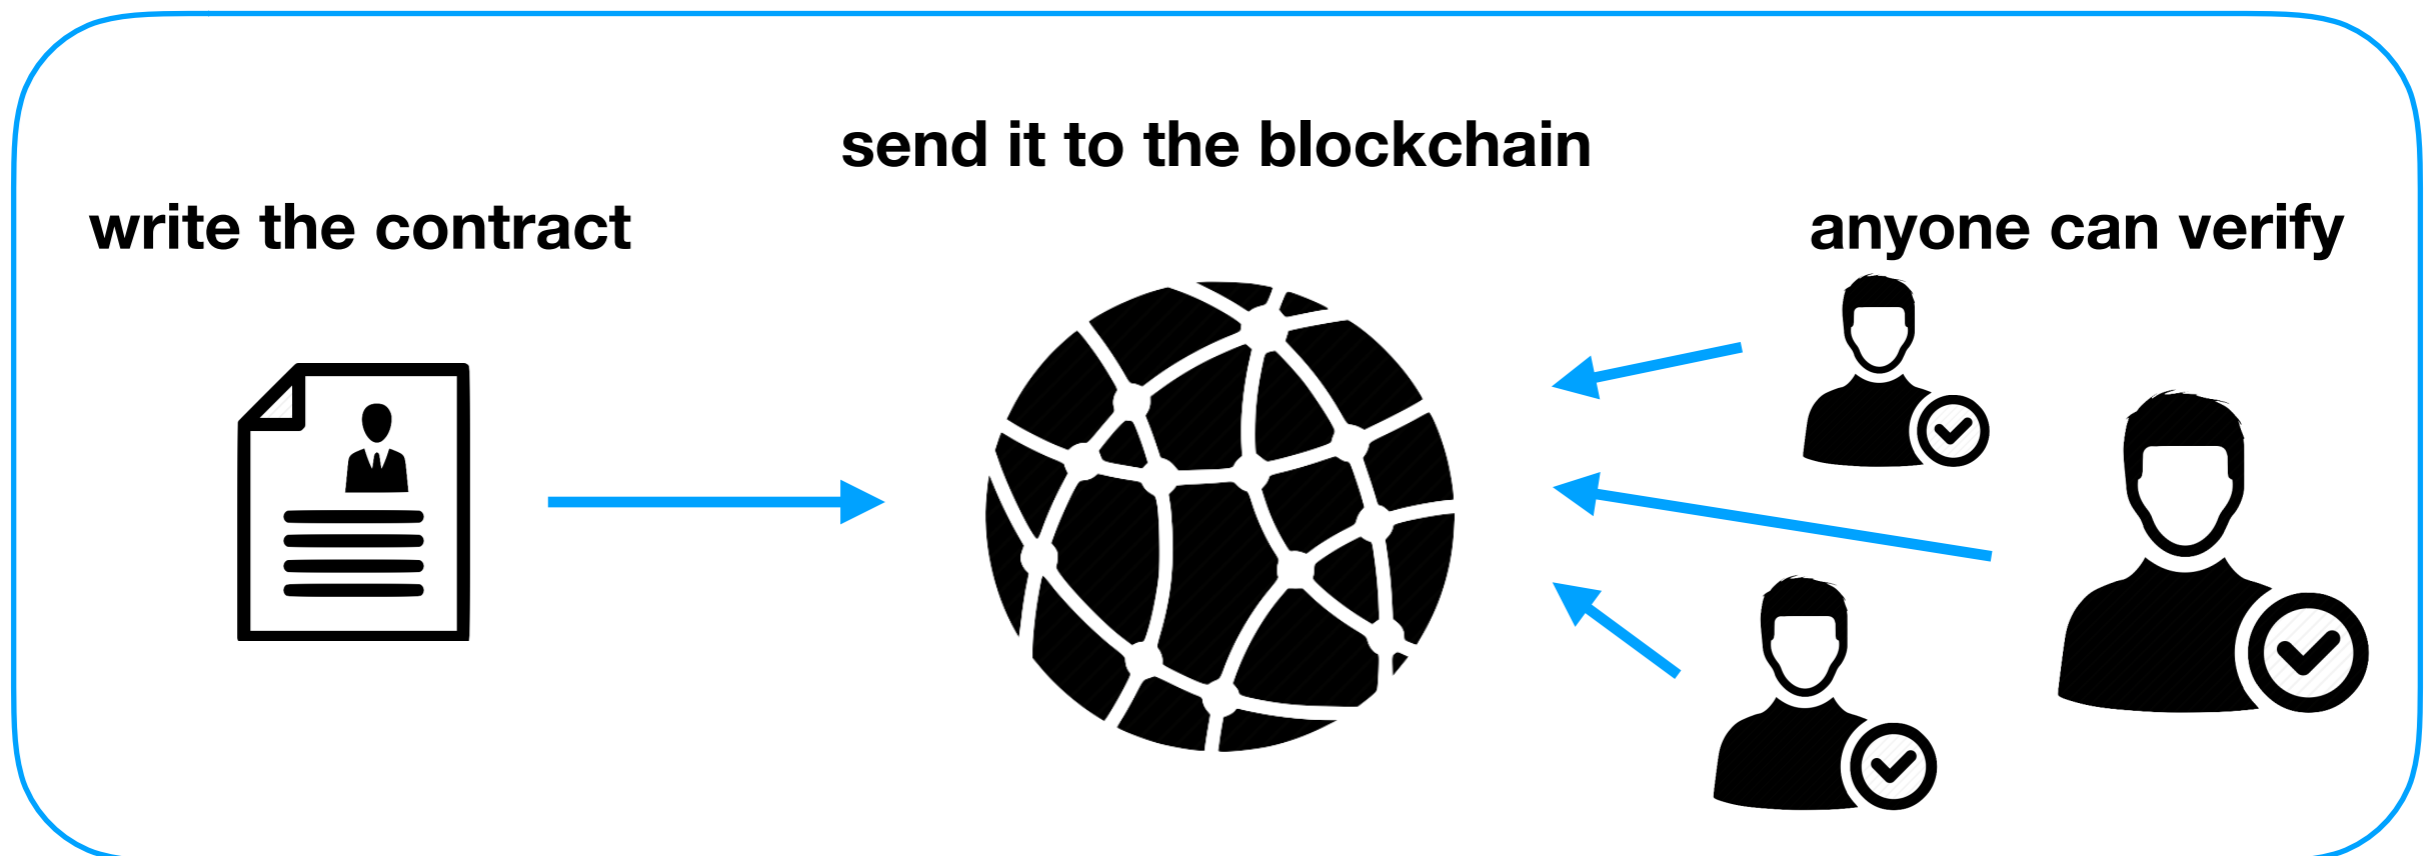 write the contract
send it to the blockchain
anyone can verify